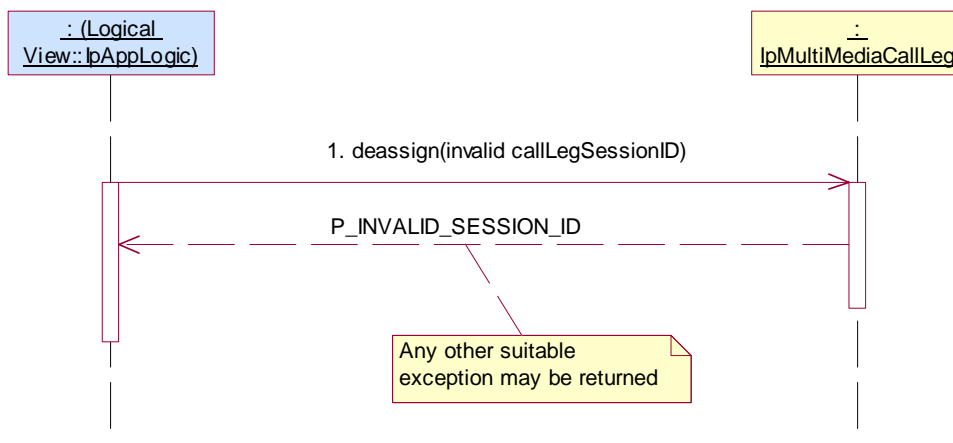 : (Logical
View::IpAppLogic)
:
IpMultiMediaCallLeg
1. deassign(invalid callLegSessionID)
P_INVALID_SESSION_ID
Any other suitable
exception may be returned